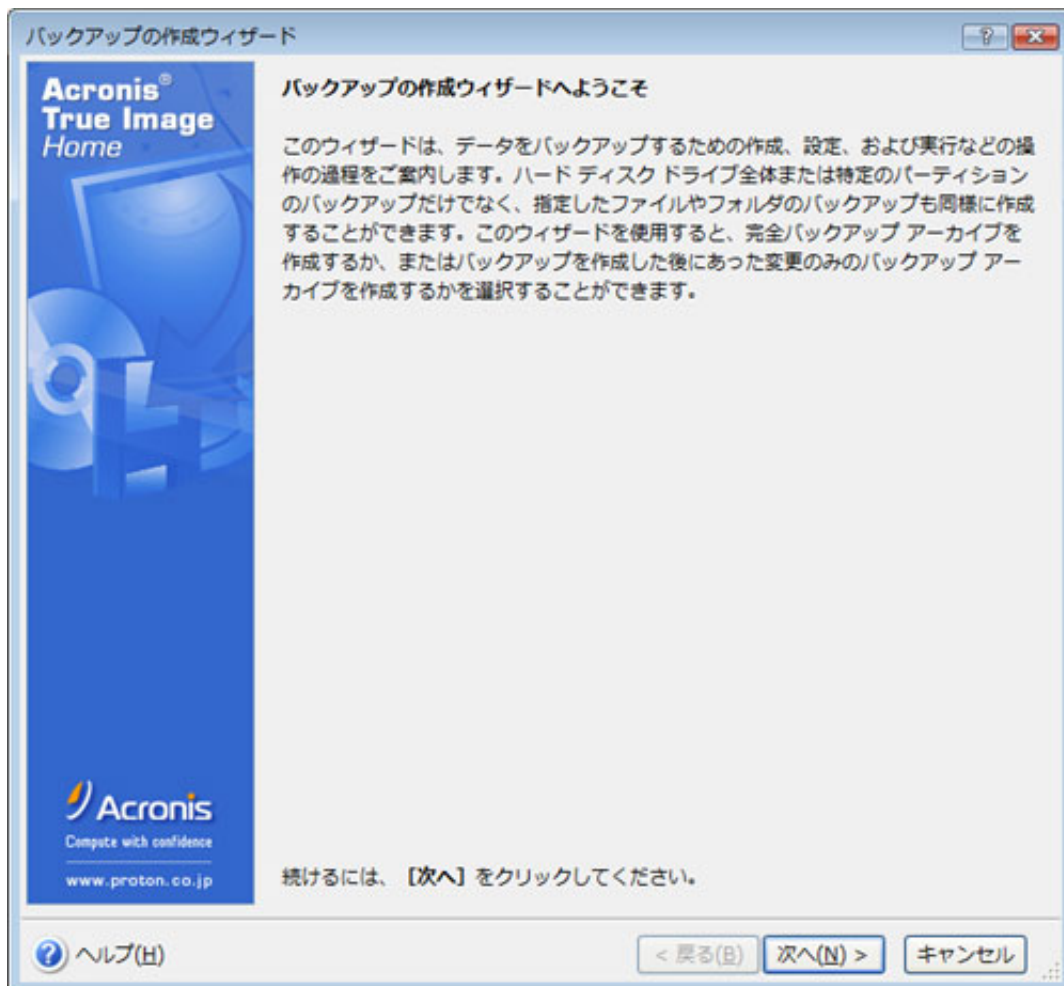 バックアップの作成ウィザード
Acronis®
True Image
Home
バックアップの作成ウィザードへようこそ
このウィザードは、データをバックアップするための作成、設定、および実行などの操
作の過程をご案内します。ハード ディスク ドライブ全体または特定のパーティション
のバックアップだけでなく、指定したファイルやフォルダのバックアップも同様に作成
することができます。このウィザードを使用すると、完全バックアップ アーカイブを
作成するか、またはバックアップを作成した後にあった変更のみのバックアップ アー
カイブを作成するかを選択することができます。
Acronis
Compute with confidence
www.proton.co.jp
続けるには、［次へ］をクリックしてください。
ヘルプ(H)
< 戻る(B)
次へ(N) >
キャンセル